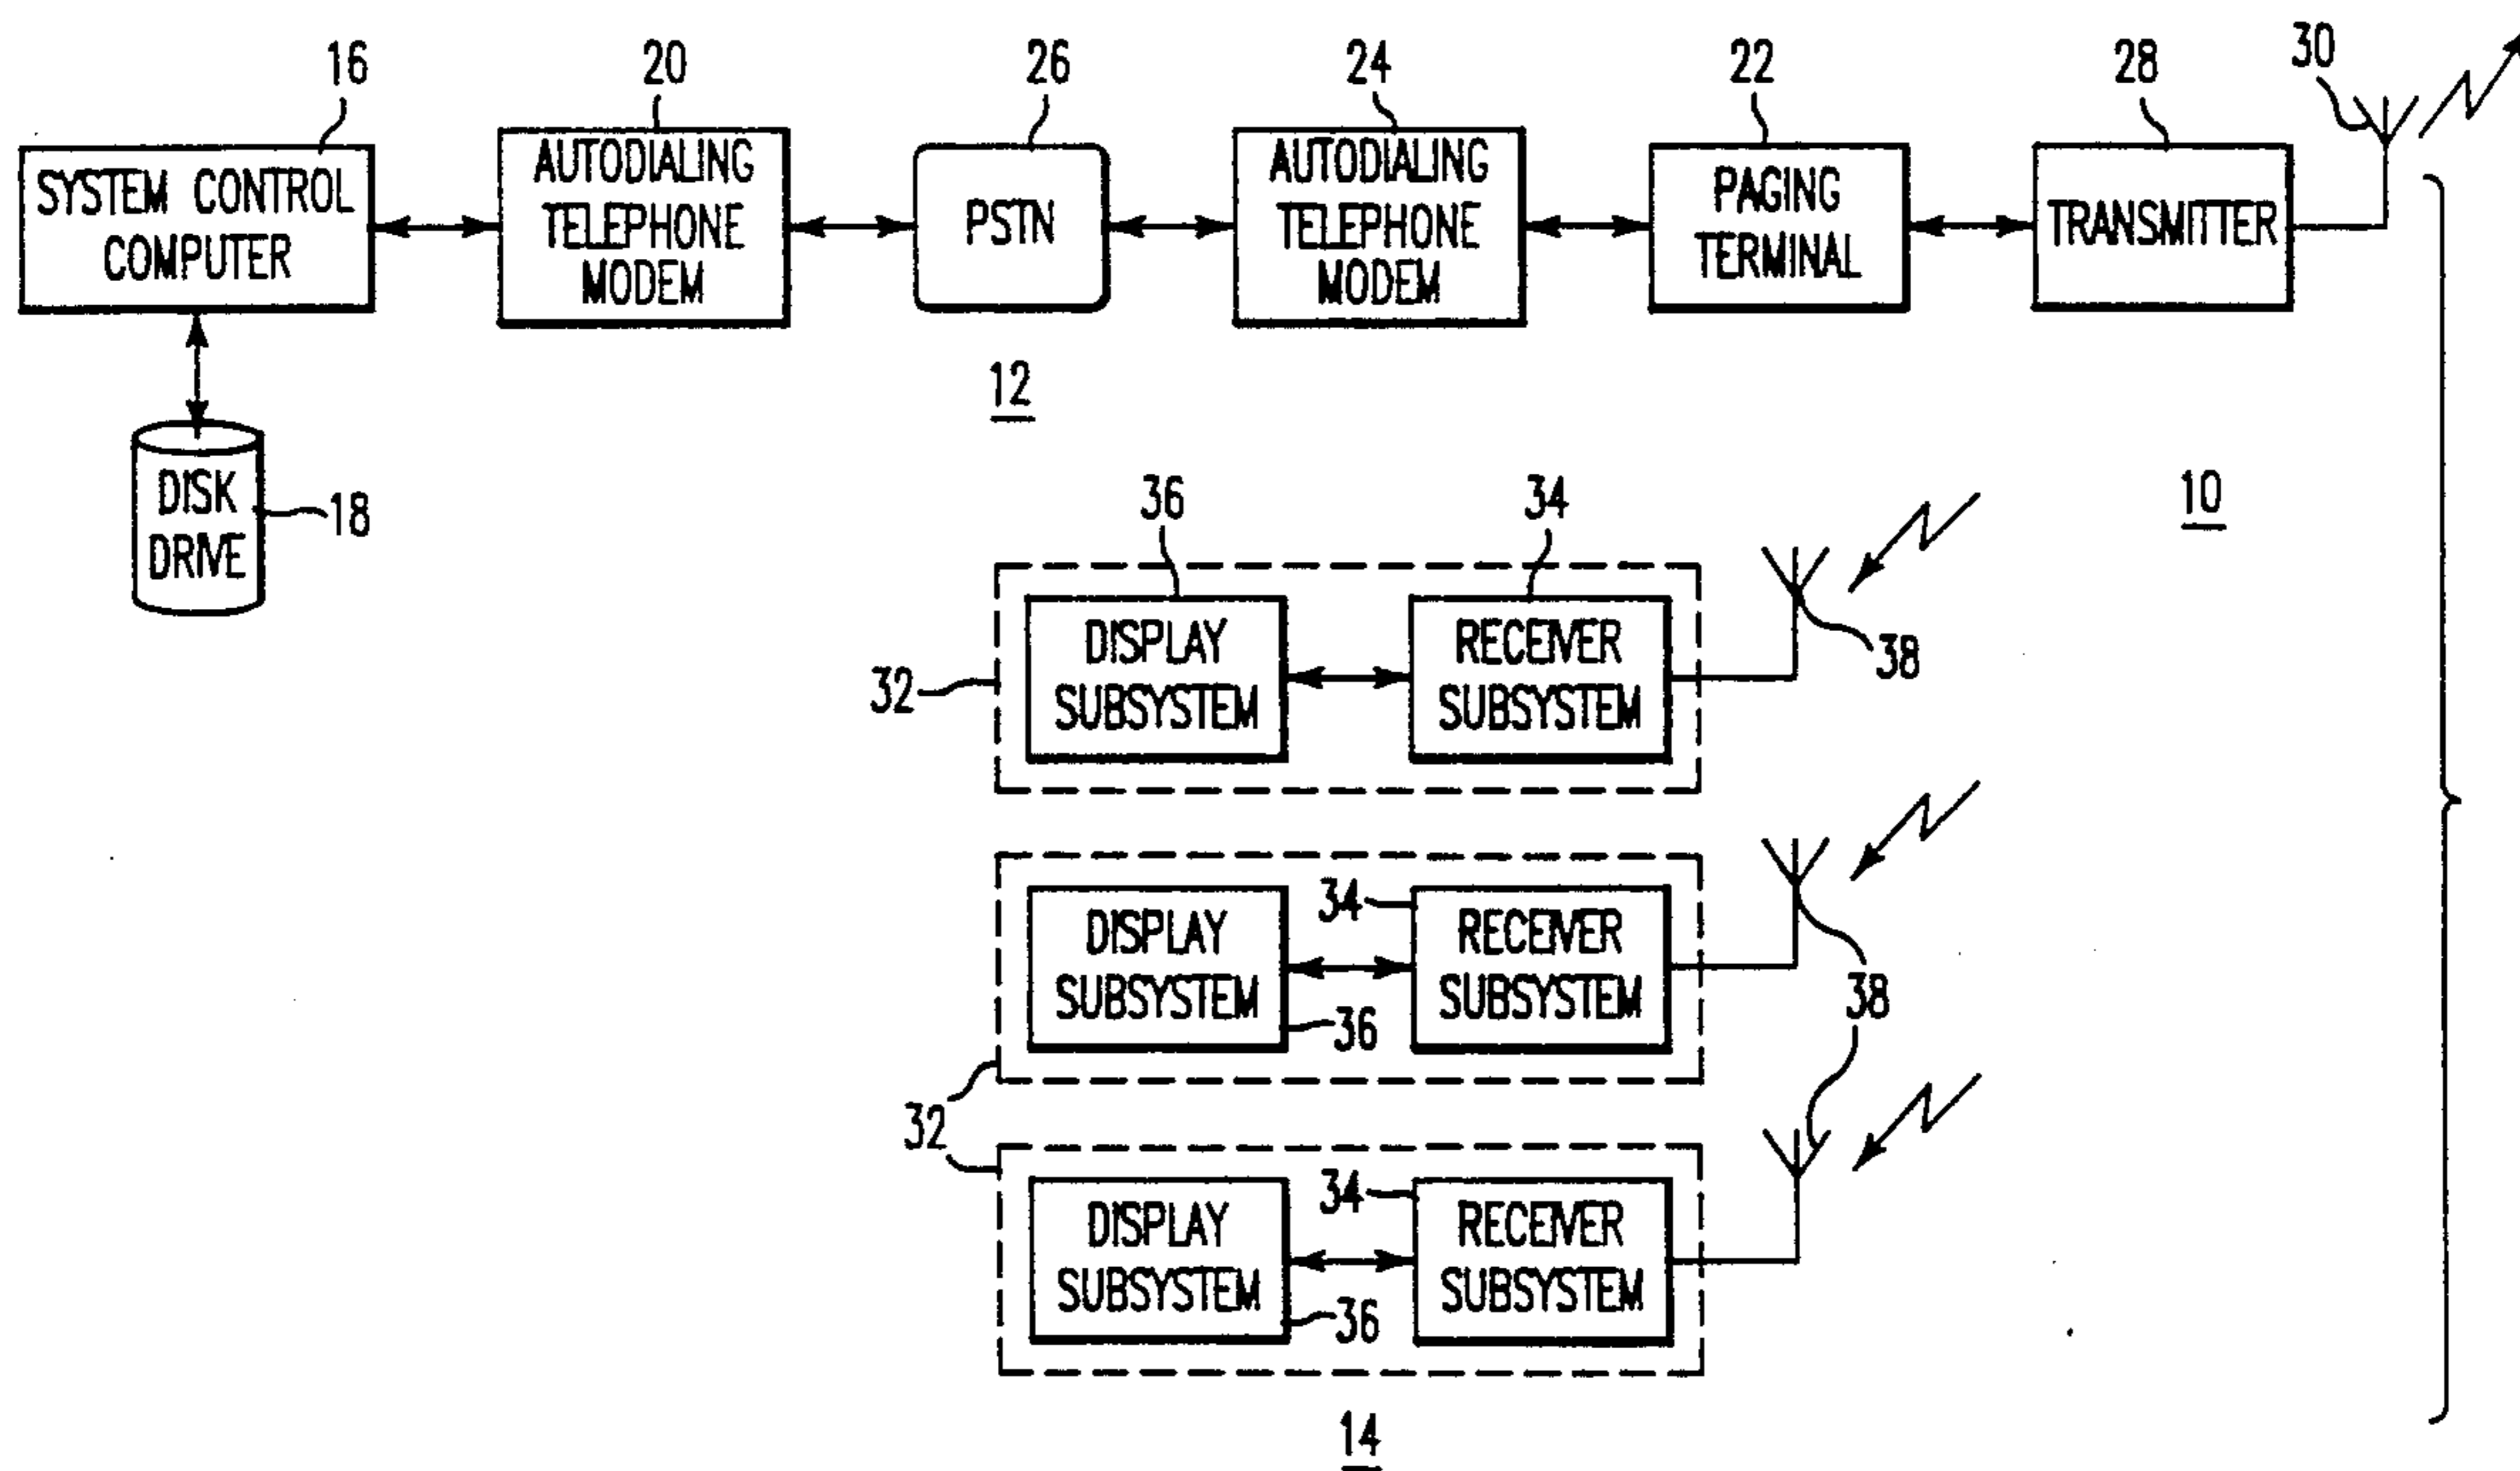 16
20
26
24
22
28
30
SYSTEM CONTROL
COMPUTER
AUTODIALING
TELEPHONE
MODEM
PSTN
AUTODIALING
TELEPHONE
MODEM
PAGING
TERMINAL
TRANSMITTER
12
DISK
DRIVE
18
10
36
34
DISPLAY
SUBSYSTEM
RECEIVER
SUBSYSTEM
32
38
DISPLAY
SUBSYSTEM
34
RECEIVER
SUBSYSTEM
36
38
32
DISPLAY
SUBSYSTEM
34
RECEIVER
SUBSYSTEM
36
14